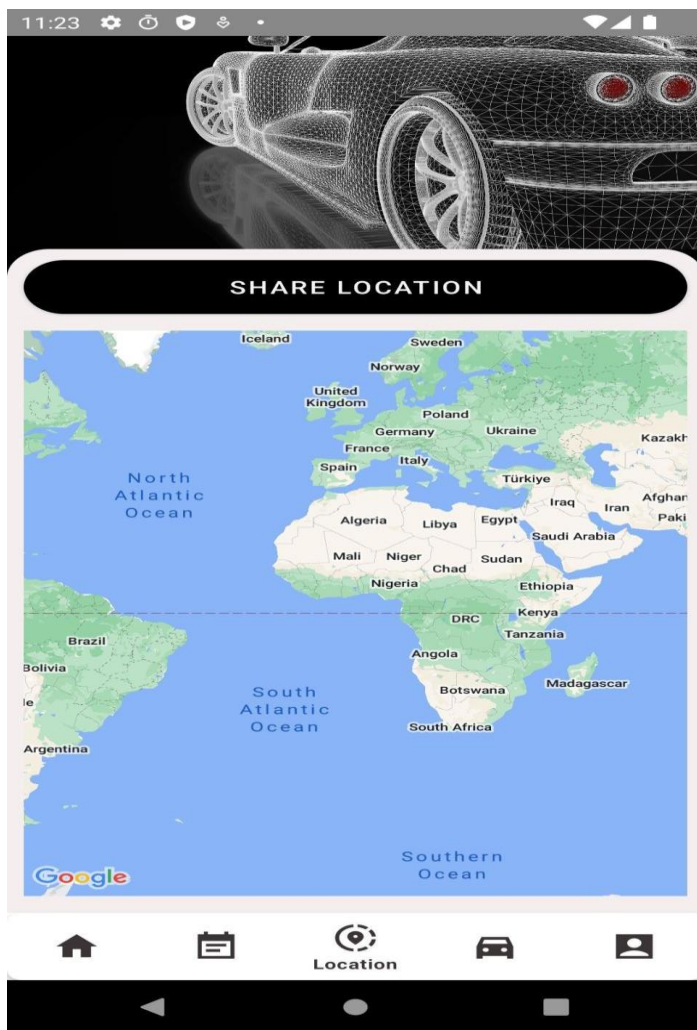 11:23
SHARE LOCATION
Iceland
Sweden
Norway
United
Kingdom
Poland
Germany
Ukraine
France
Kazakh
Spain
Italy
North
Atlantic
Ocean
Türkiye
Iraq
Iran
Afghan
Paki
Algeria
Libya
Egypt
Saudi Arabia
Mali
Niger
Chad
Sudan
Nigeria
Ethiopia
DRC
Kenya
Tanzania
Brazil
Bolivia
Angola
le
South
Atlantic
Ocean
Botswana
Madagascar
South Africa
Argentina
Southern
Ocean
Google
Location